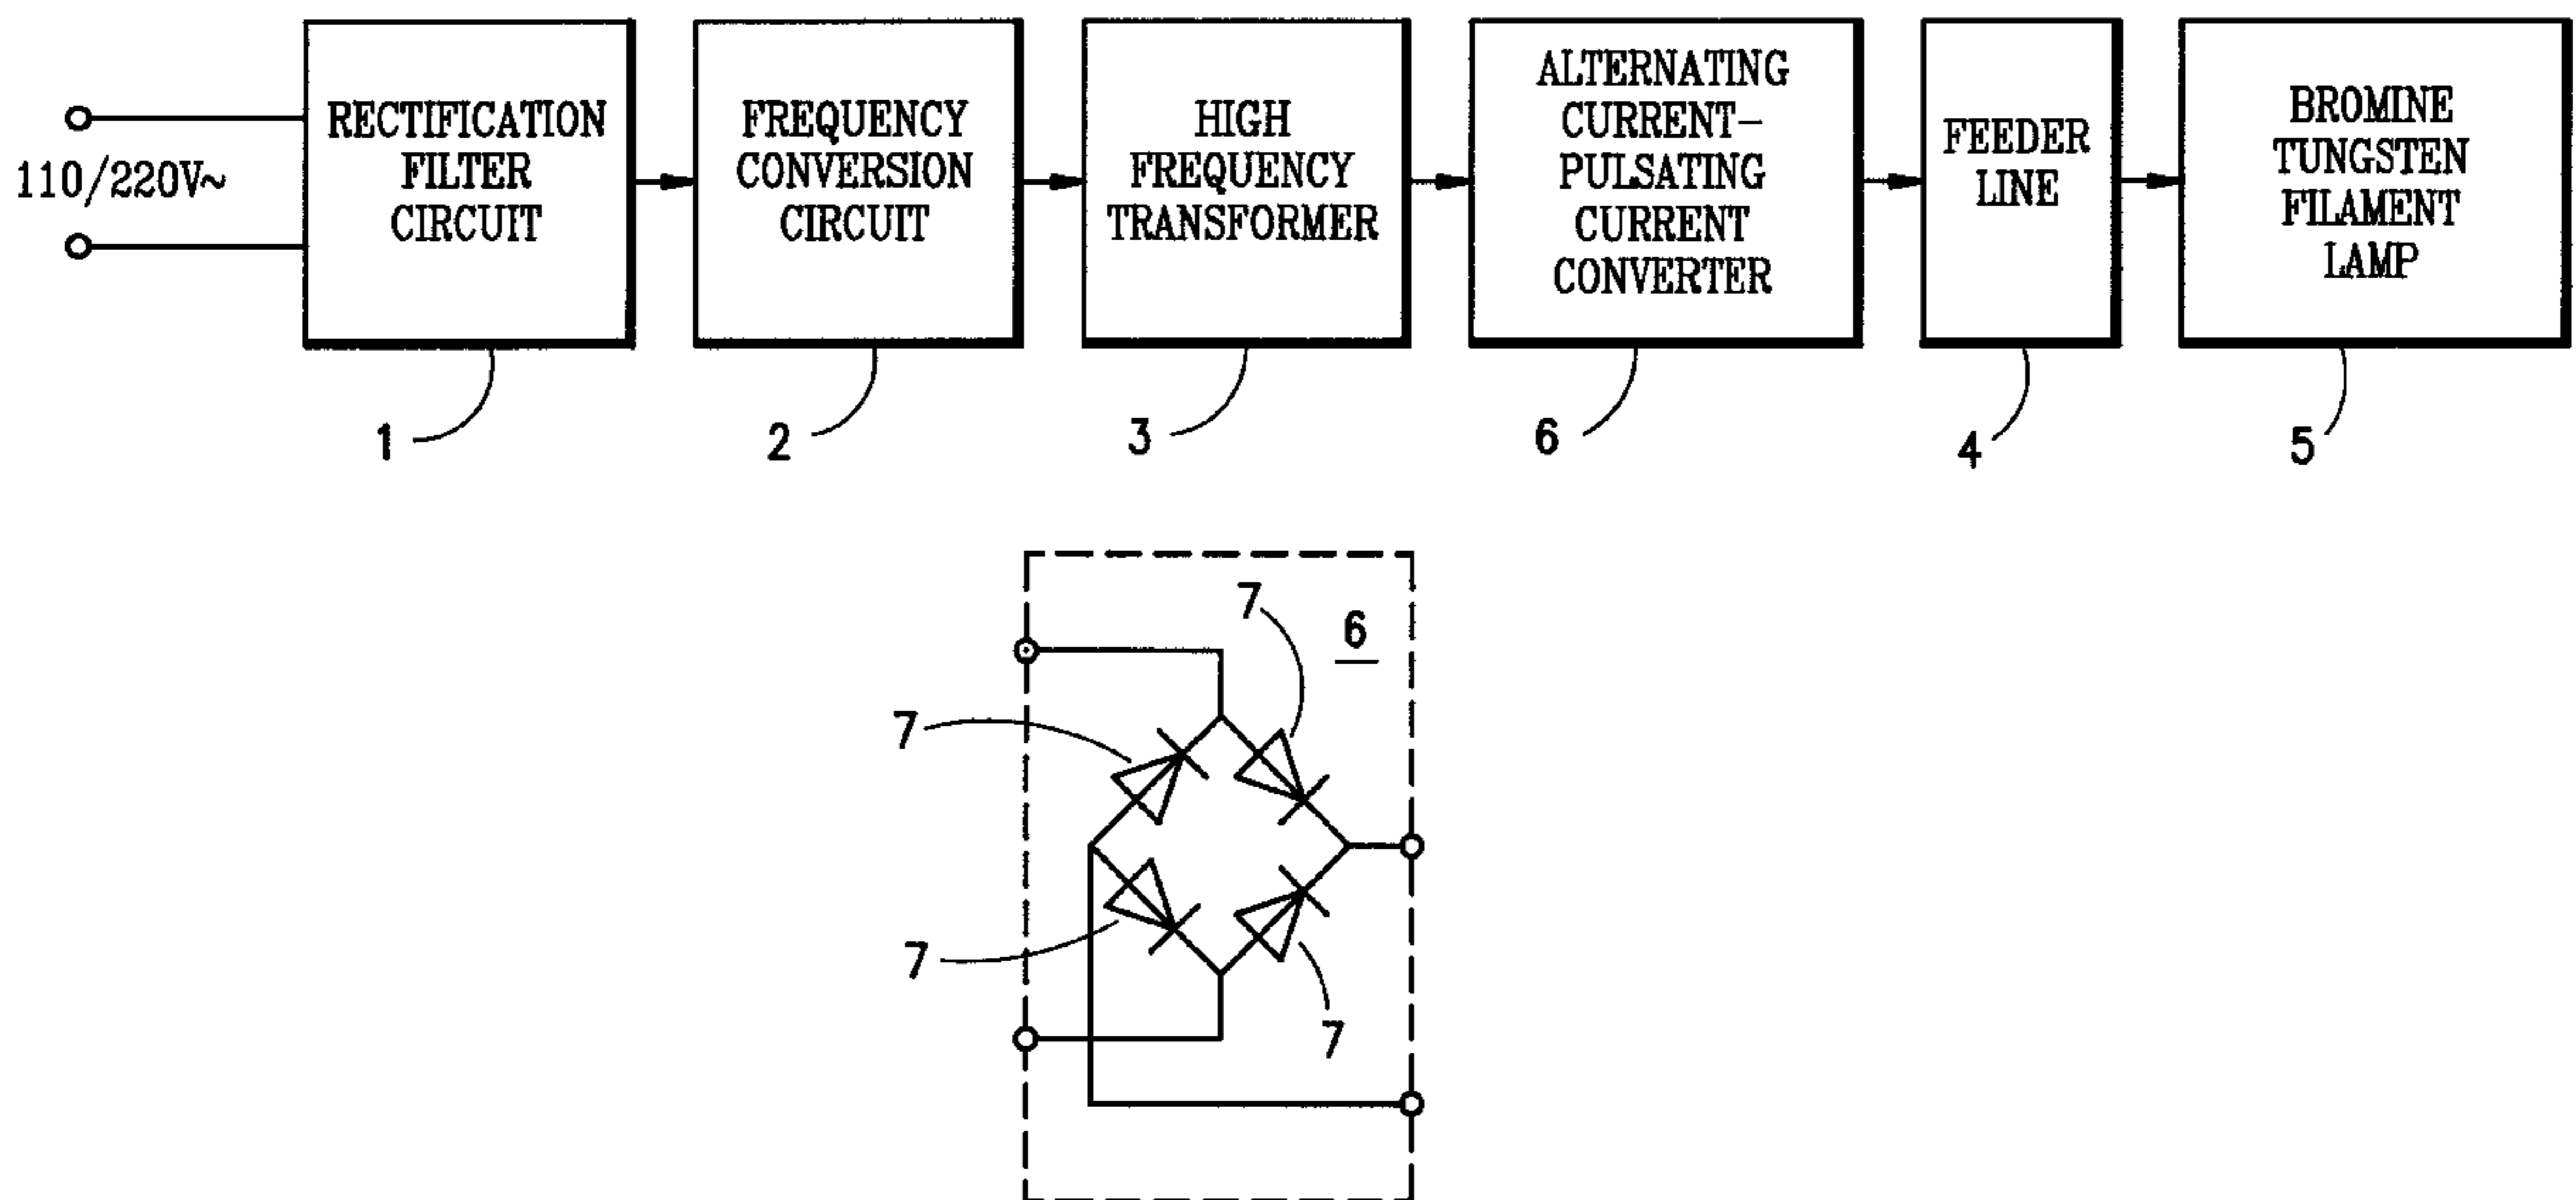 110/220V~
RECTIFICATION
FILTER
CIRCUIT
FREQUENCY
CONVERSION
CIRCUIT
HIGH
FREQUENCY
TRANSFORMER
ALTERNATING
CURRENT-
PULSATING
CURRENT
CONVERTER
FEEDER
LINE
BROMINE
TUNGSTEN
FILAMENT
LAMP
1
2
3
6
4
5
7
6
7
7
7